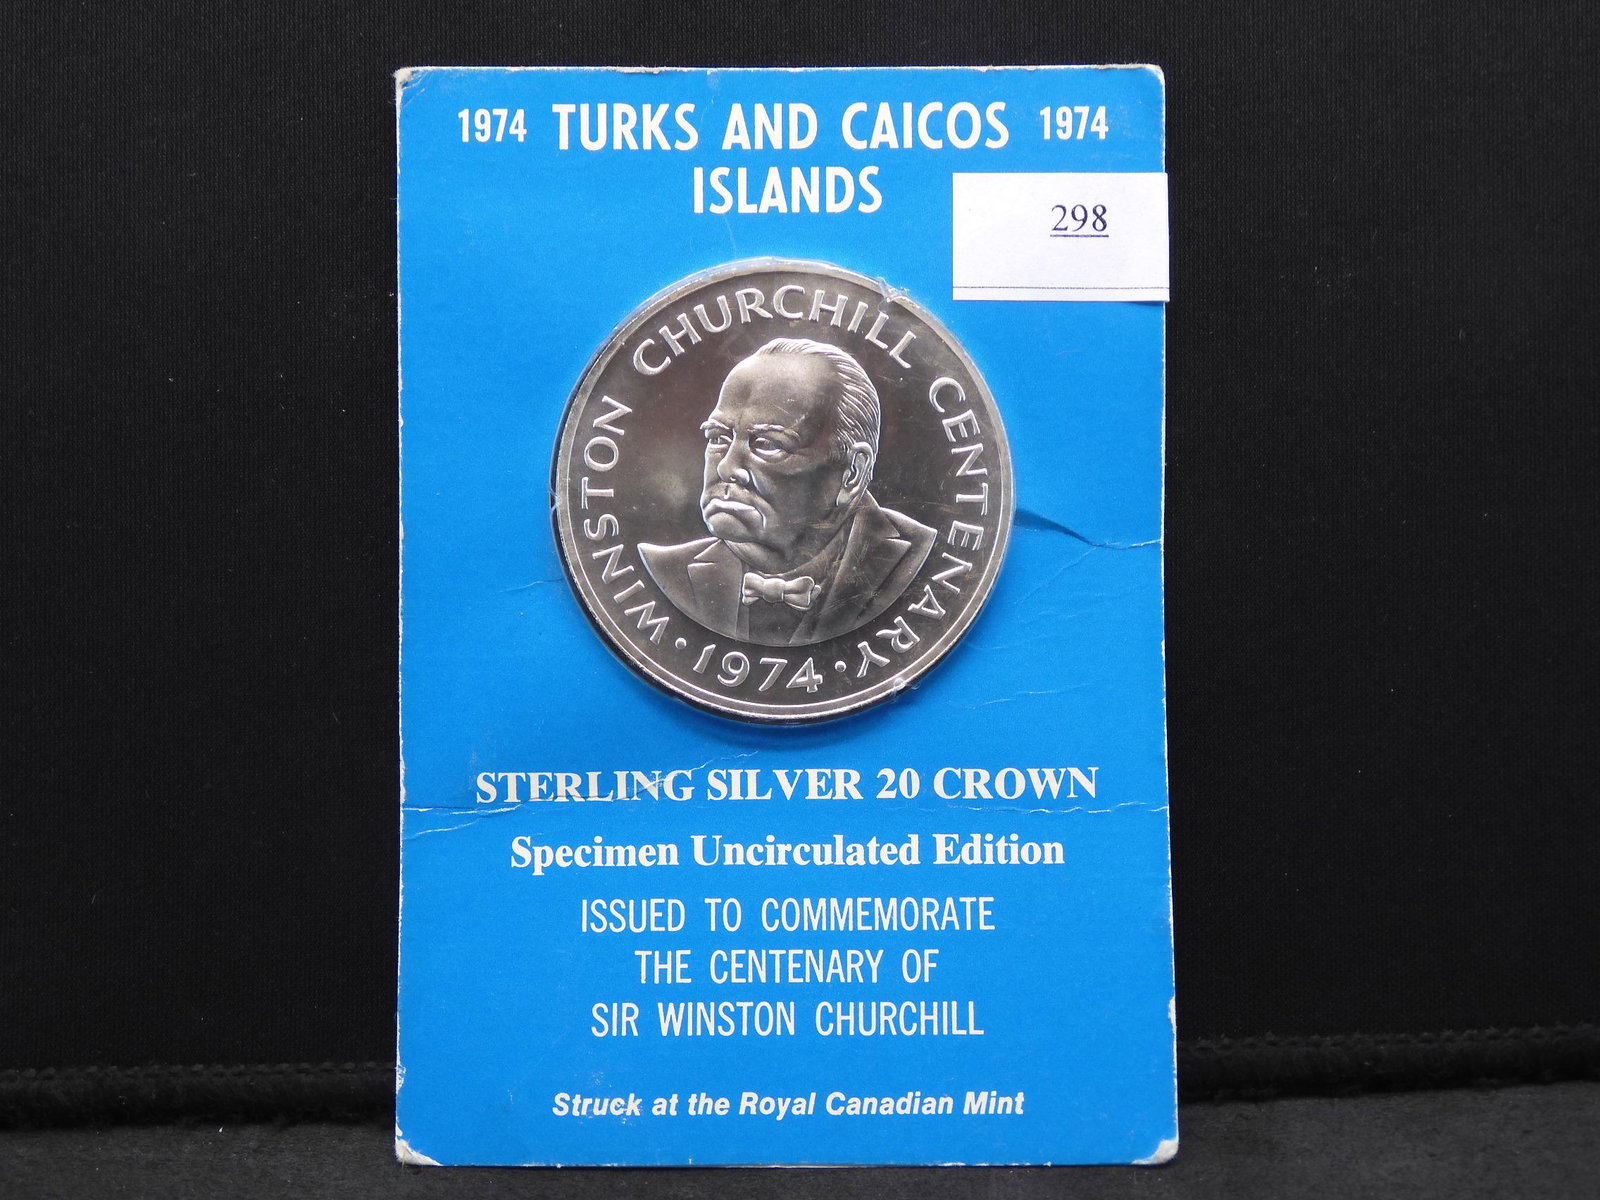 1974 TURKS AND CAICOS 1974
ISLANDS
298
WINSTON CHURCHILL CENTENARY
· 1974 ·
STERLING SILVER 20 CROWN
Specimen Uncirculated Edition
ISSUED TO COMMEMORATE
THE CENTENARY OF
SIR WINSTON CHURCHILL
Struck at the Royal Canadian Mint